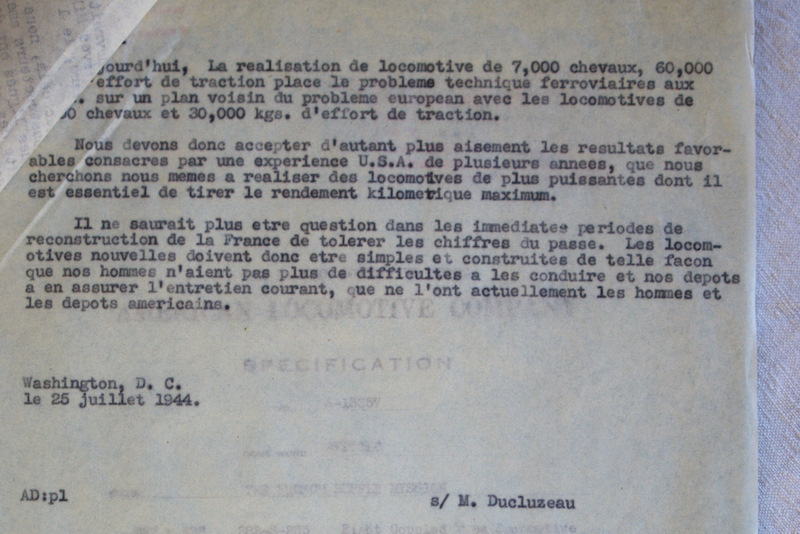 La realisation de locomotive de 7,000 chevaux, 60,000
effort de traction place le probleme technique ferroviaires aux
sur un plan voisin du probleme european avec les locomotives de
chevaux et 30,000 kgs. d'effort de traction.
Nous devons donc accepter d'autant plus aisement les resultats favor-
ables consacres par une experience U.S.A. de plusieurs annees, que nous
cherchons nous memes a realiser des locomotives de plus puissantes dont il
est essentiel de tirer le rendement kilometrique maximum.
Il ne saurait plus etre question dans les immediates periodes de
reconstruction de la France de tolerer les chiffres du passe. Les locom-
otives nouvelles doivent donc etre simples et construites de telle facon
que nos hommes n'aient pas plus de difficultes a les conduire et nos depots
a en assurer l'entretien courant, que ne l'ont actuellement les hommes et
les depots americains.
AMERICAN LOCOMOTIVE COMPANY
SPECIFICATION
Washington, D. C.
le 25 juillet 1944.
AD:pl
s/ M. Ducluzeau